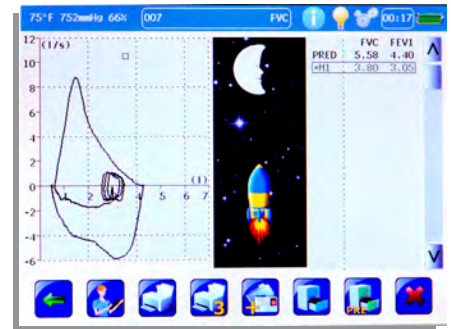 75°F 752mmHg 66% 007 FVC 00:17
(l/s)
12
10
8
6
4
2
0
-2
-4
-6
1 2 3 4 5 6 7
(l)
FVC FEV1
PRED 5.58 4.40
*M1 3.80 3.05
3
+
PRE